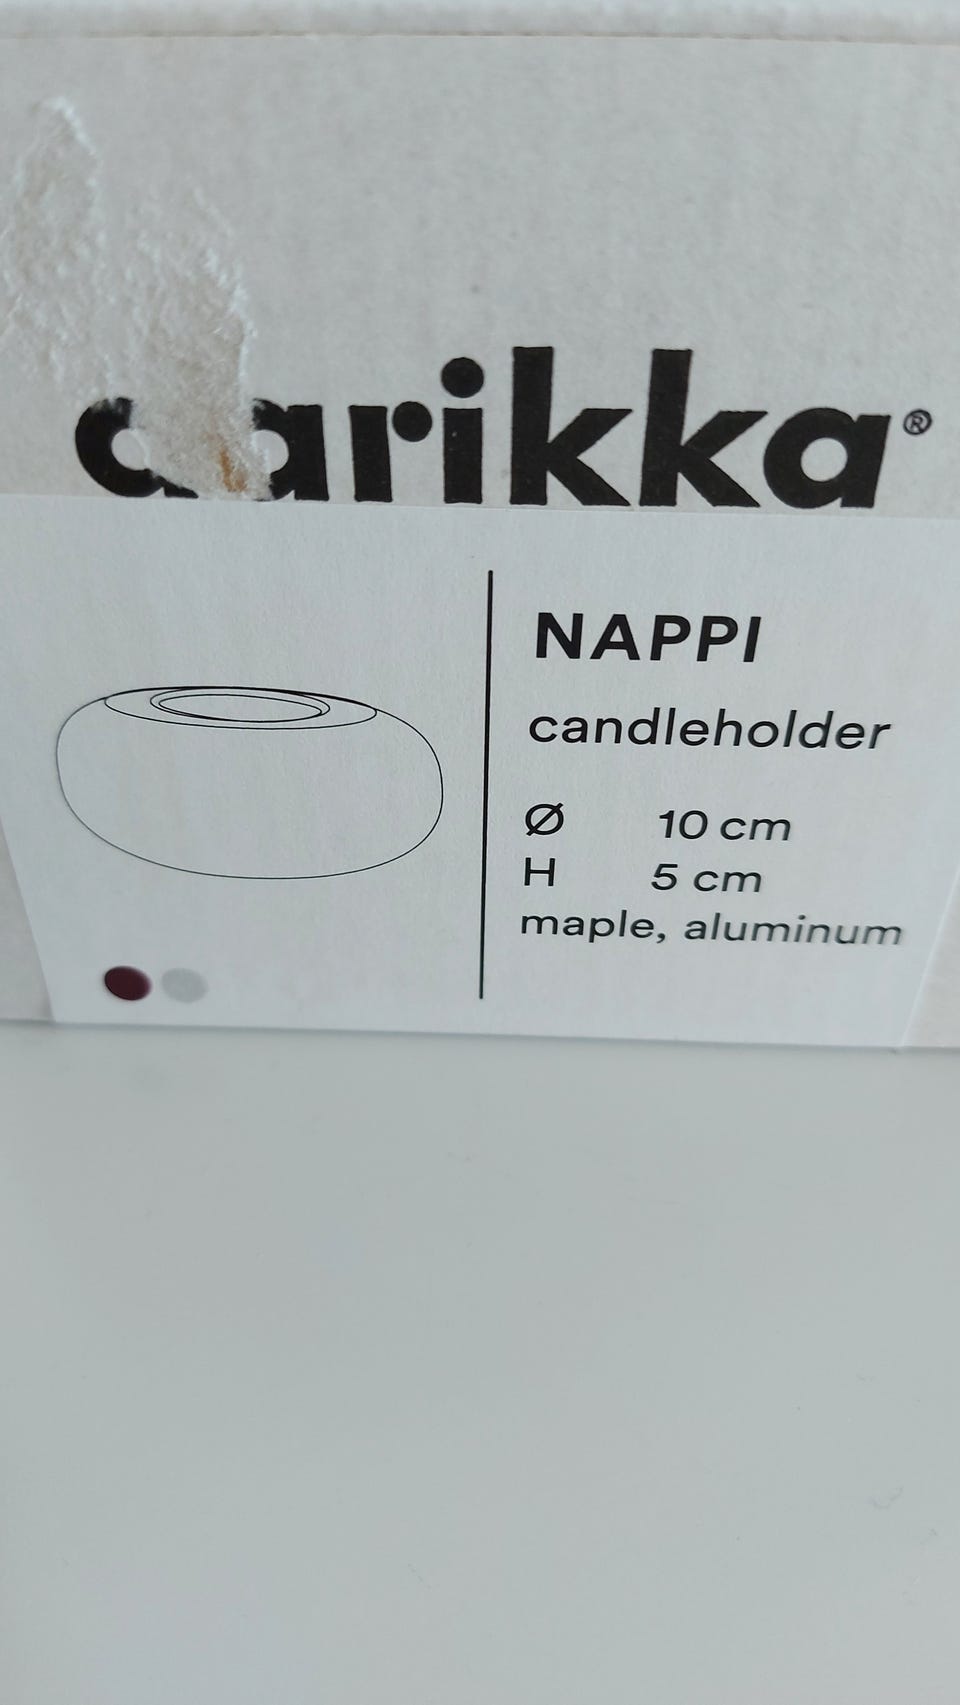 aarikka®
NAPPI
candleholder
Ø 10 cm
H 5 cm
maple, aluminum